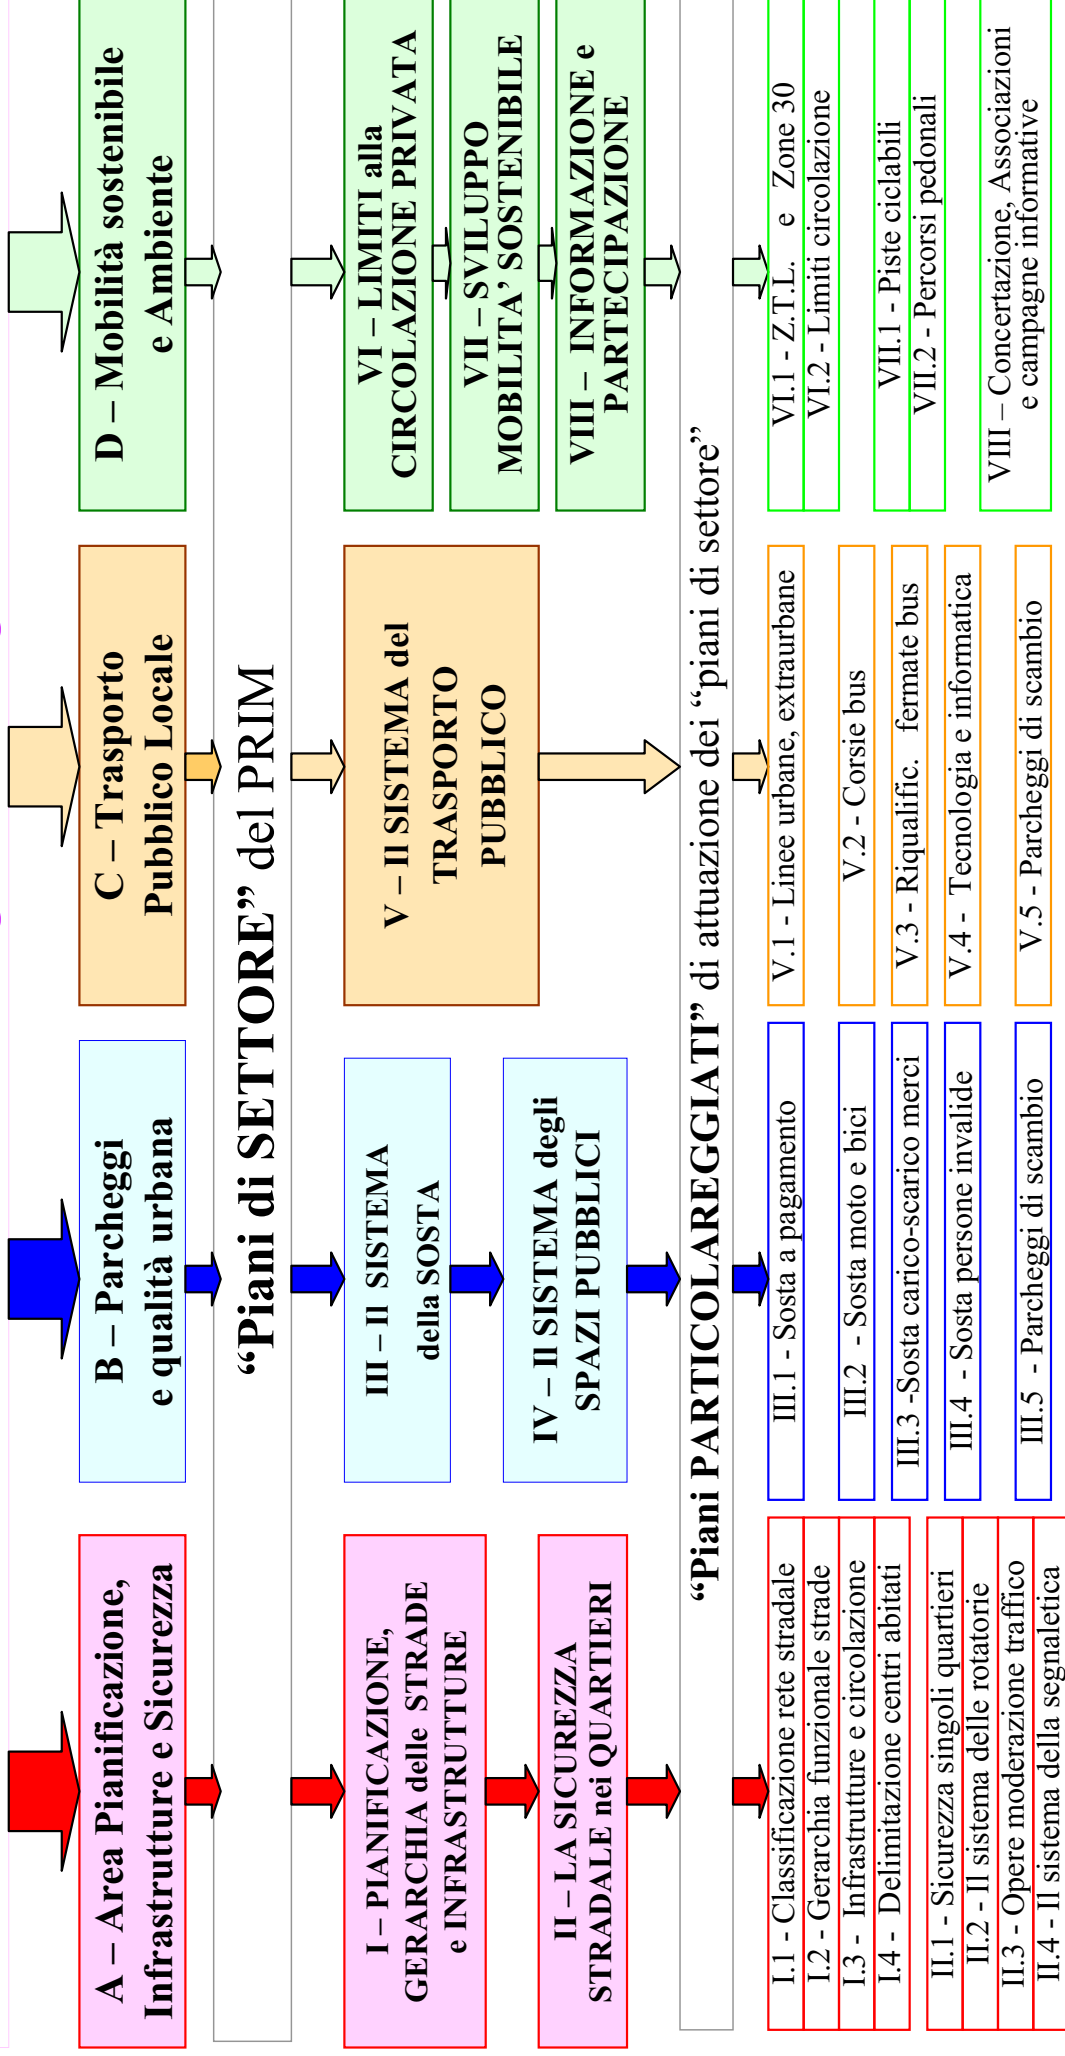 A – Area Pianificazione,
Infrastrutture e Sicurezza
B – Parcheggi
e qualità urbana
C – Trasporto
Pubblico Locale
D – Mobilità sostenibile
e Ambiente
“Piani di SETTORE” del PRIM
I – PIANIFICAZIONE,
GERARCHIA delle STRADE
e INFRASTRUTTURE
II – LA SICUREZZA
STRADALE nei QUARTIERI
III – Il SISTEMA
della SOSTA
IV – Il SISTEMA degli
SPAZI PUBBLICI
V – Il SISTEMA del
TRASPORTO
PUBBLICO
VI – LIMITI alla
CIRCOLAZIONE PRIVATA
VII – SVILUPPO
MOBILITA’ SOSTENIBILE
VIII – INFORMAZIONE e
PARTECIPAZIONE
“Piani PARTICOLAREGGIATI” di attuazione dei “piani di settore”
I.1 - Classificazione rete stradale
I.2 - Gerarchia funzionale strade
I.3 - Infrastrutture e circolazione
I.4 - Delimitazione centri abitati
II.1 - Sicurezza singoli quartieri
II.2 - Il sistema delle rotatorie
II.3 - Opere moderazione traffico
II.4 - Il sistema della segnaletica
III.1 - Sosta a pagamento
III.2 - Sosta moto e bici
III.3 -Sosta carico-scarico merci
III.4 - Sosta persone invalide
III.5 - Parcheggi di scambio
V.1 - Linee urbane, extraurbane
V.2 - Corsie bus
V.3 - Riqualific. fermate bus
V.4 - Tecnologia e informatica
V.5 - Parcheggi di scambio
VI.1 - Z.T.L. e Zone 30
VI.2 - Limiti circolazione
VII.1 - Piste ciclabili
VII.2 - Percorsi pedonali
VIII – Concertazione, Associazioni
e campagne informative